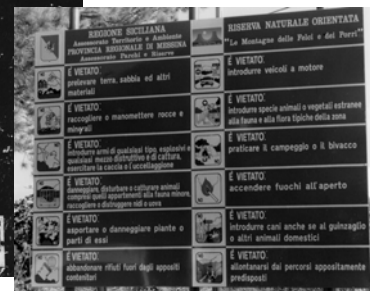 REGIONE SICILIANA
Assessorato Territorio e Ambiente
PROVINCIA REGIONALE DI MESSINA
Assessorato Parchi e Riserve
É VIETATO:
prelevare terra, sabbia ed altri
materiali
É VIETATO:
raccogliere o manomettere rocce e
minerali
É VIETATO:
introdurre armi di qualsiasi tipo, esplosivi e
qualsiasi mezzo distruttivo e di cattura,
esercitare la caccia o l'uccellagione
É VIETATO:
danneggiare, disturbare o catturare animali
compresi quelli appartenenti alla fauna minore,
raccogliere o distruggere nidi o uova
É VIETATO:
asportare o danneggiare piante o
parti di essi
É VIETATO:
abbandonare rifiuti fuori dagli appositi
contenitori
RISERVA NATURALE ORIENTATA
"Le Montagne delle Felci e dei Porri"
É VIETATO:
introdurre veicoli a motore
É VIETATO:
introdurre specie animali o vegetali estranee
alla fauna e alla flora tipiche della zona
É VIETATO:
praticare il campeggio o il bivacco
É VIETATO:
accendere fuochi all'aperto
É VIETATO:
introdurre cani anche se al guinzaglio
o altri animali domestici
É VIETATO:
allontanarsi dai percorsi appositamente
predisposti